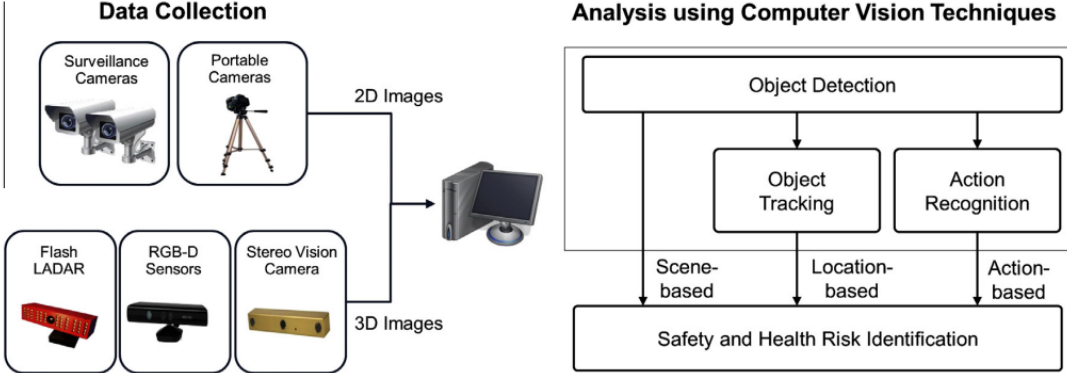 Data Collection
Surveillance
Cameras
Portable
Cameras
2D Images
Flash
LADAR
RGB-D
Sensors
Stereo Vision
Camera
3D Images
Analysis using Computer Vision Techniques
Object Detection
Object
Tracking
Action
Recognition
Scene-
based
Location-
based
Action-
based
Safety and Health Risk Identification